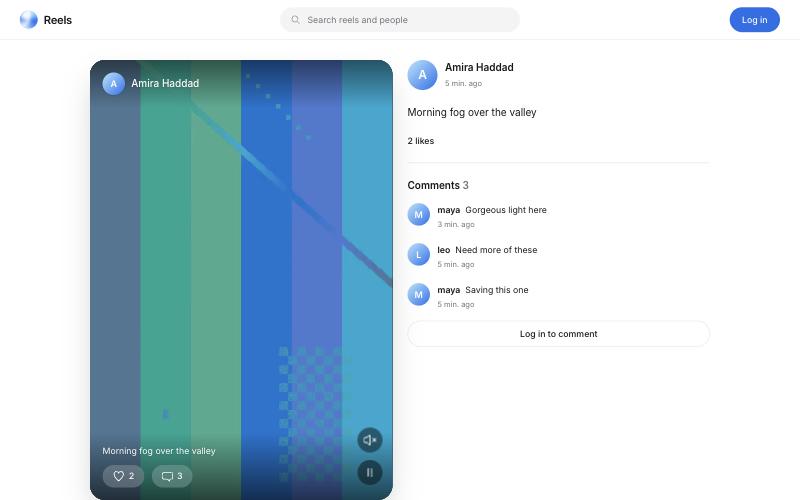 Reels
Search reels and people
Log in
A
Amira Haddad
Morning fog over the valley
2
3
A
Amira Haddad
5 min. ago
Morning fog over the valley
2 likes
Comments 3
M
maya Gorgeous light here
3 min. ago
L
leo Need more of these
5 min. ago
M
maya Saving this one
5 min. ago
Log in to comment